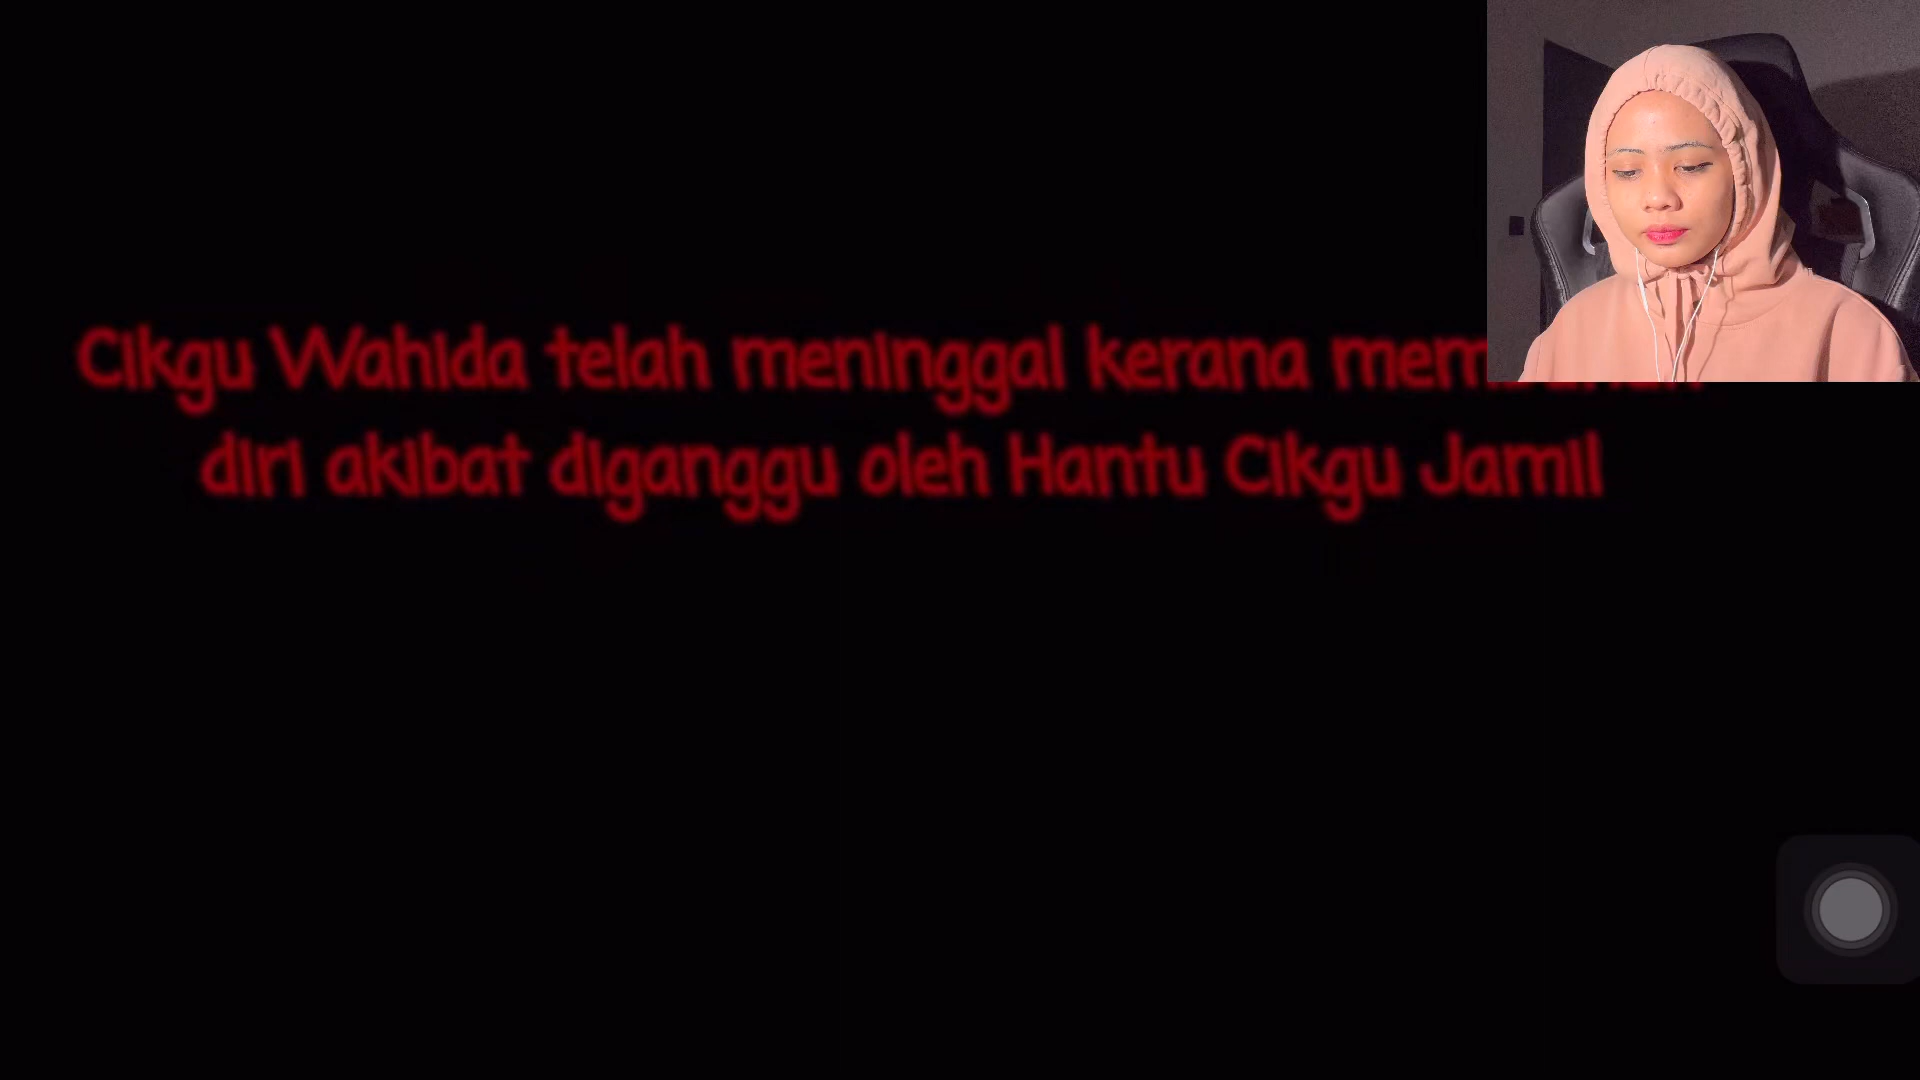 Cikgu Wahida telah meninggal kerana
diri akibat diganggu oleh Hantu Cikgu Jamil